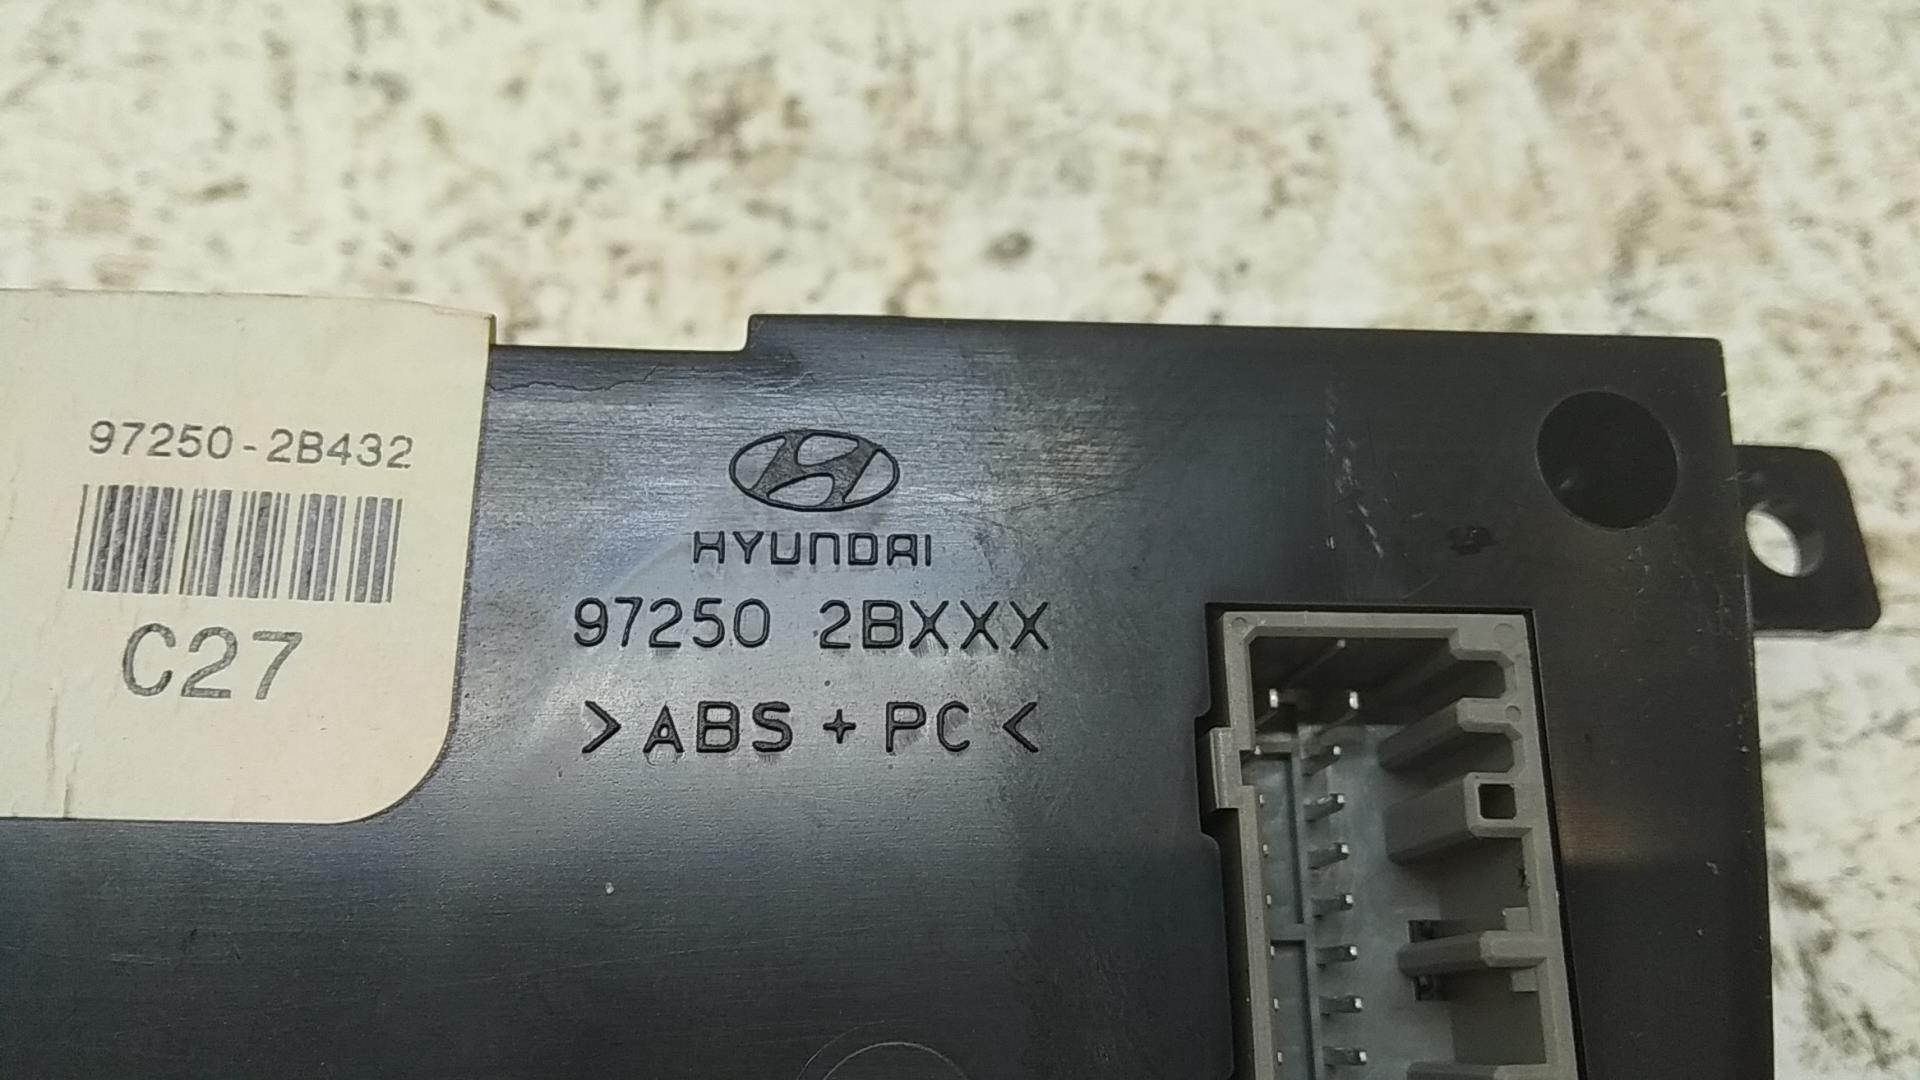 97250-2B432
C27
HYUNDAI
97250 2BXXX
>ABS+PC<